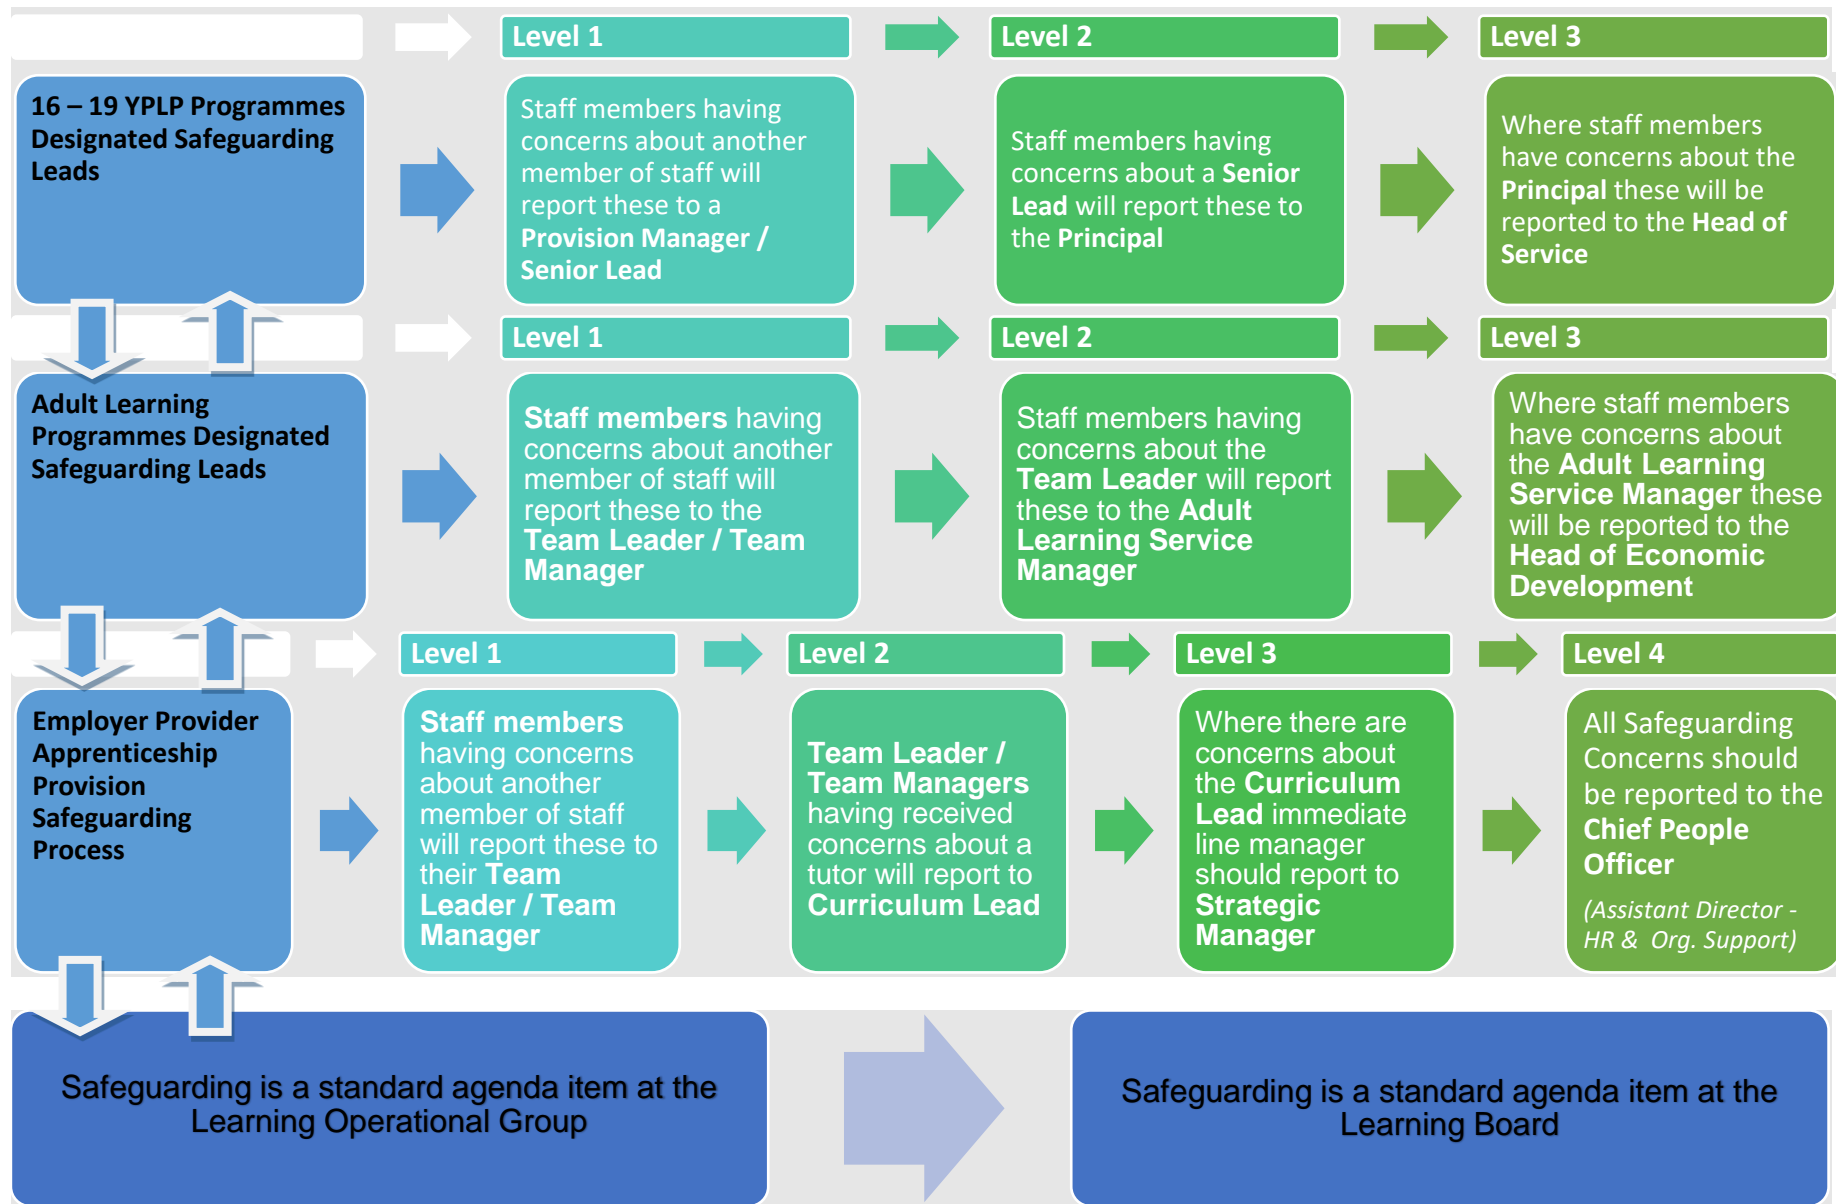 Level 1
Level 2
Level 3
16 – 19 YPLP Programmes
Designated Safeguarding
Leads
Staff members having
concerns about another
member of staff will
report these to a
Provision Manager /
Senior Lead
Staff members having
concerns about a Senior
Lead will report these to
the Principal
Where staff members
have concerns about the
Principal these will be
reported to the Head of
Service
Level 1
Level 2
Level 3
Adult Learning
Programmes Designated
Safeguarding Leads
Staff members having
concerns about another
member of staff will
report these to the
Team Leader / Team
Manager
Staff members having
concerns about the
Team Leader will report
these to the Adult
Learning Service
Manager
Where staff members
have concerns about
the Adult Learning
Service Manager these
will be reported to the
Head of Economic
Development
Level 1
Level 2
Level 3
Level 4
Employer Provider
Apprenticeship
Provision
Safeguarding
Process
Staff members
having concerns
about another
member of staff
will report these to
their Team
Leader / Team
Manager
Team Leader /
Team Managers
having received
concerns about a
tutor will report to
Curriculum Lead
Where there are
concerns about
the Curriculum
Lead immediate
line manager
should report to
Strategic
Manager
All Safeguarding
Concerns should
be reported to the
Chief People
Officer
(Assistant Director -
HR & Org. Support)
Safeguarding is a standard agenda item at the
Learning Operational Group
Safeguarding is a standard agenda item at the
Learning Board